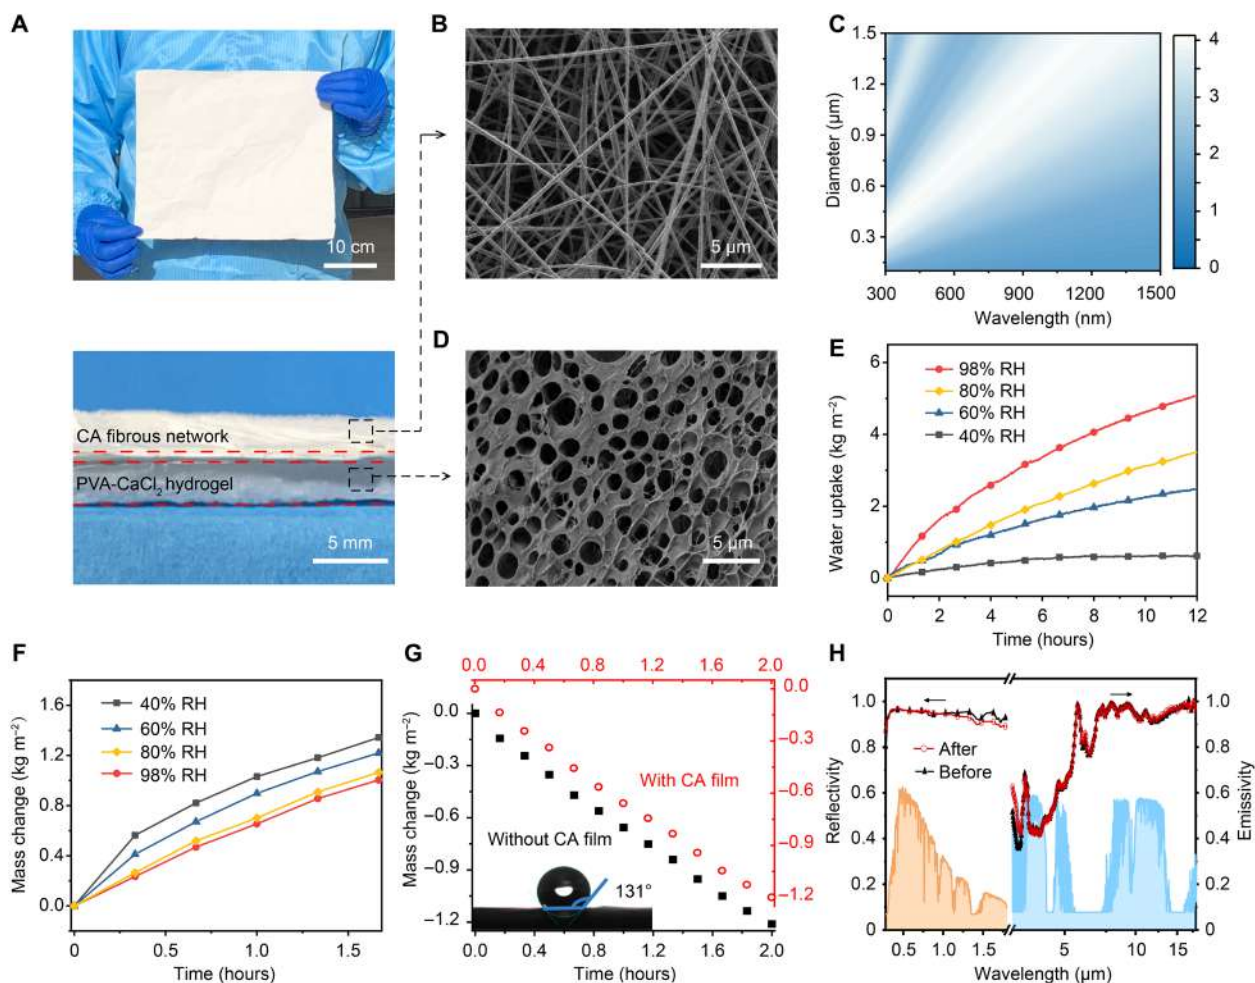 A
10 cm
B
5 µm
C
Diameter (µm)
1.5
1.2
0.9
0.6
0.3
300 600 900 1200 1500
Wavelength (nm)
4
3
2
1
0
CA fibrous network
PVA-CaCl₂ hydrogel
5 mm
D
5 µm
E
Water uptake (kg m⁻²)
6
4
2
0
98% RH
80% RH
60% RH
40% RH
0 2 4 6 8 10 12
Time (hours)
F
Mass change (kg m⁻²)
1.6
1.2
0.8
0.4
0.0
40% RH
60% RH
80% RH
98% RH
0.0 0.5 1.0 1.5
Time (hours)
G
0.0 0.4 0.8 1.2 1.6 2.0
Mass change (kg m⁻²)
0.0
−0.3
−0.6
−0.9
−1.2
With CA film
Without CA film
131°
0.0
−0.3
−0.6
−0.9
−1.2
Mass change (kg m⁻²)
0.0 0.4 0.8 1.2 1.6 2.0
Time (hours)
H
Reflectivity
1.0
0.8
0.6
0.4
0.2
0.0
After
Before
1.0
0.8
0.6
0.4
0.2
0.0
Emissivity
0.5 1.0 1.5 5 10 15
Wavelength (µm)